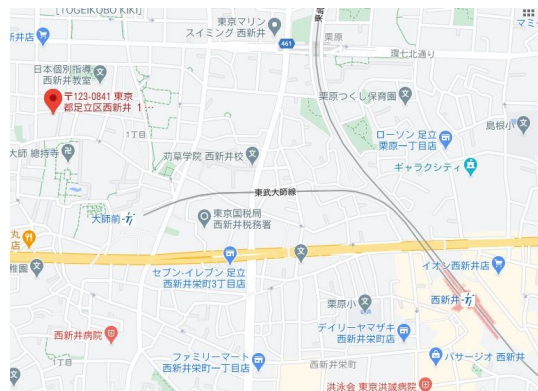 [TOGEIKOBO KIKI]
東京マリン
スイミング 西新井
井店
461
栗原
環七北通り
マミ
日本個別指導
西新井教室
〒123-0841 東京
都足立区西新井 1 …
栗原つくし保育園
1丁目
苅草学院 西新井校
ローソン 足立
栗原一丁目店
島根小
大師 總持寺
ギャラクシティ
東武大師線
大師前
東京国税局
西新井税務署
丸
店
稚園
セブン-イレブン 足立
西新井栄町3丁目店
イオン西新井店
西新井
栗原小
西新井病院
デイリーヤマザキ
西新井栄町店
1丁目
ファミリーマート
西新井栄町一丁目店
西新井栄町
パサージオ 西新井
洪泳会 東京洪誠病院